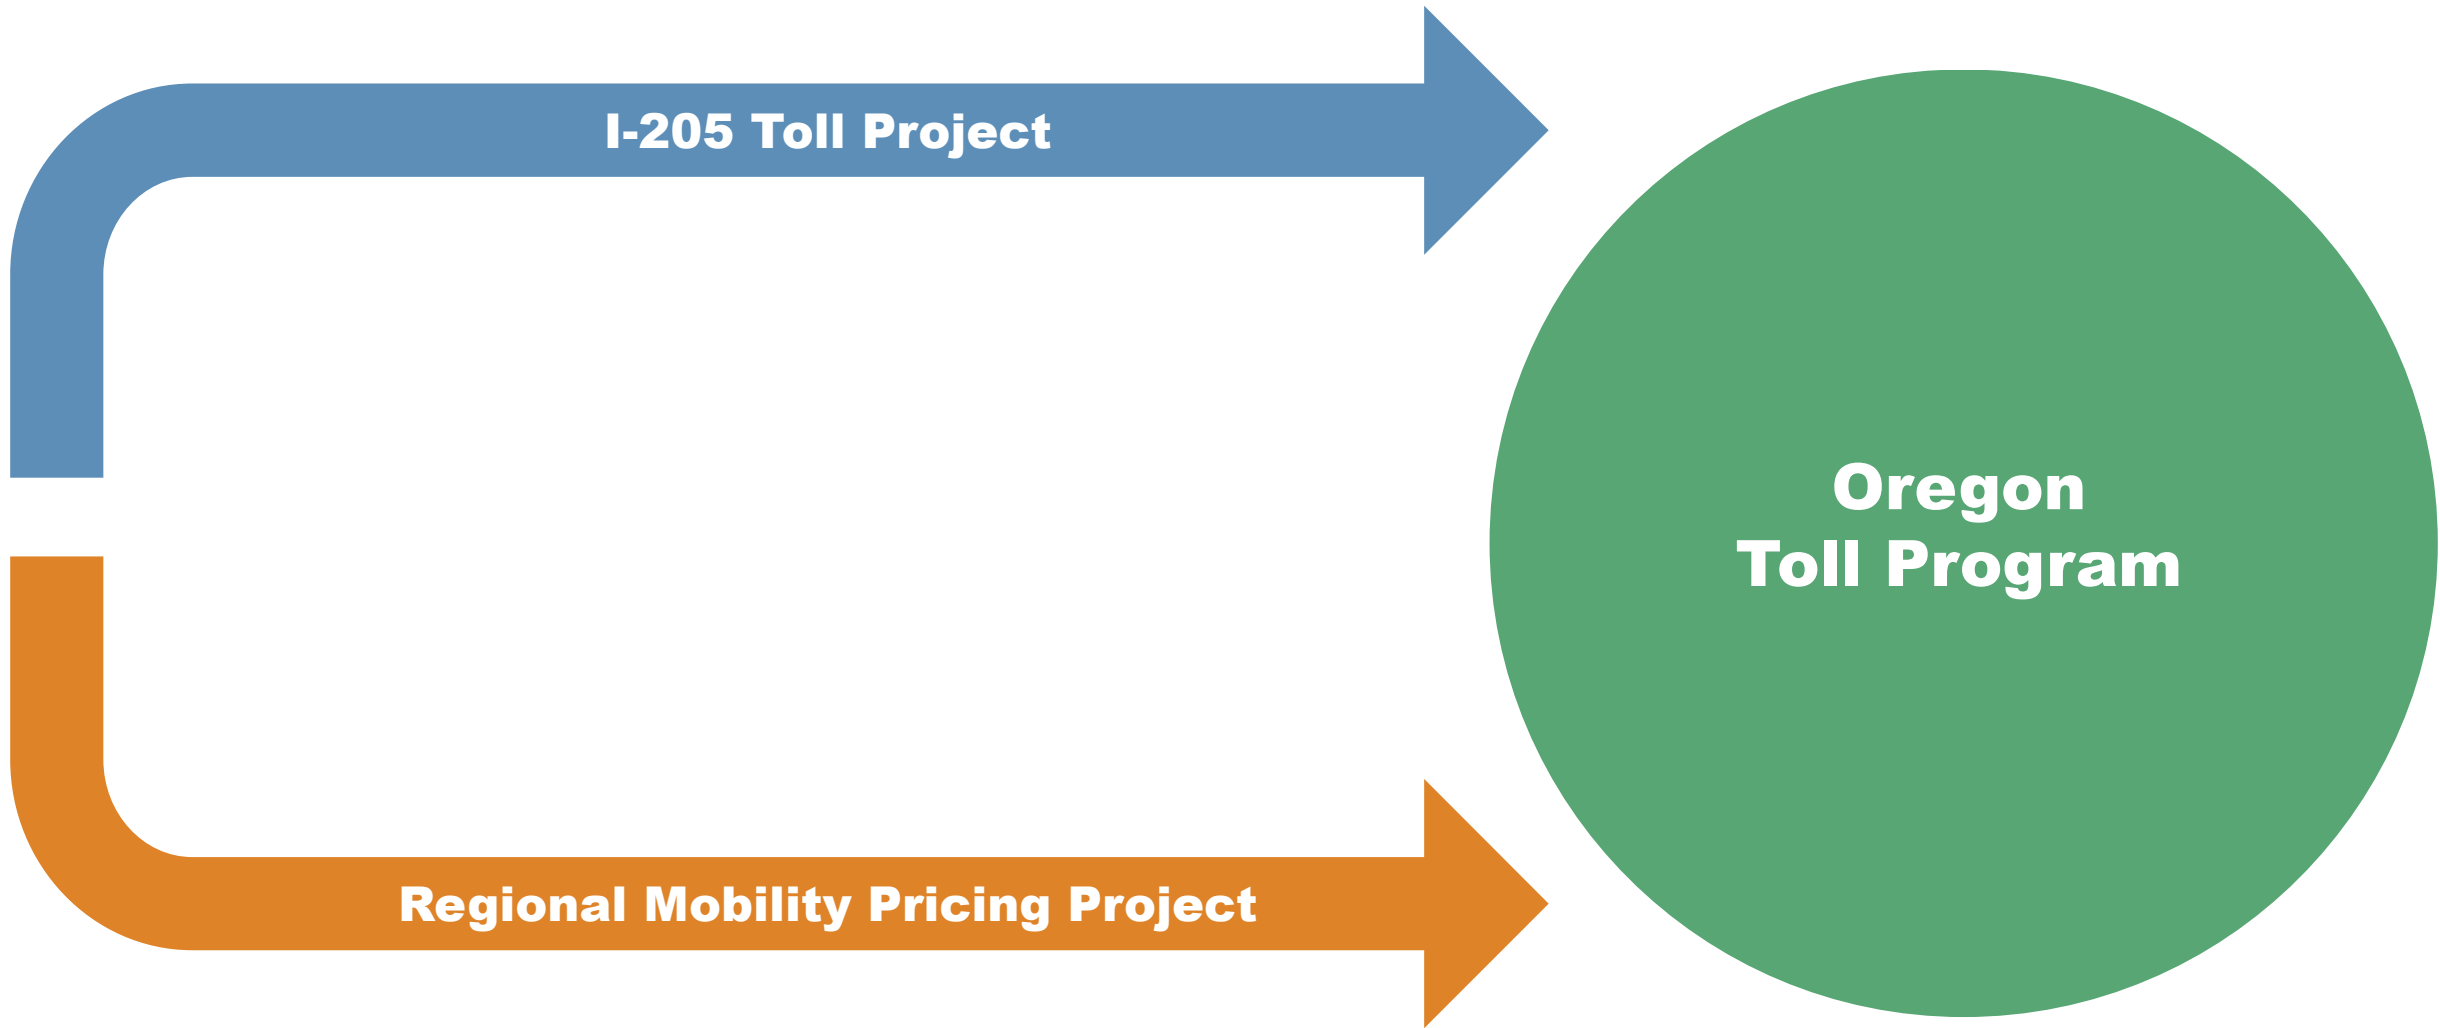 I-205 Toll Project
Oregon
Toll Program
Regional Mobility Pricing Project